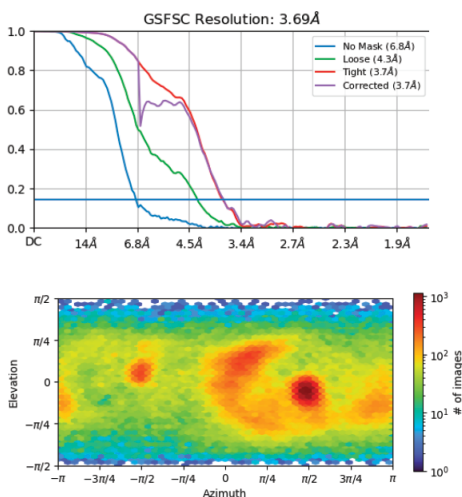 GSFSC Resolution: 3.69Å
1.0
0.8
0.6
0.4
0.2
0.0
No Mask (6.8Å)
Loose (4.3Å)
Tight (3.7Å)
Corrected (3.7Å)
DC 14Å 6.8Å 4.5Å 3.4Å 2.7Å 2.3Å 1.9Å
π/2
π/4
0
−π/4
−π/2
Elevation
−π −3π/4 −π/2 −π/4 0 π/4 π/2 3π/4 π
Azimuth
10³
10²
10¹
10⁰
# of images